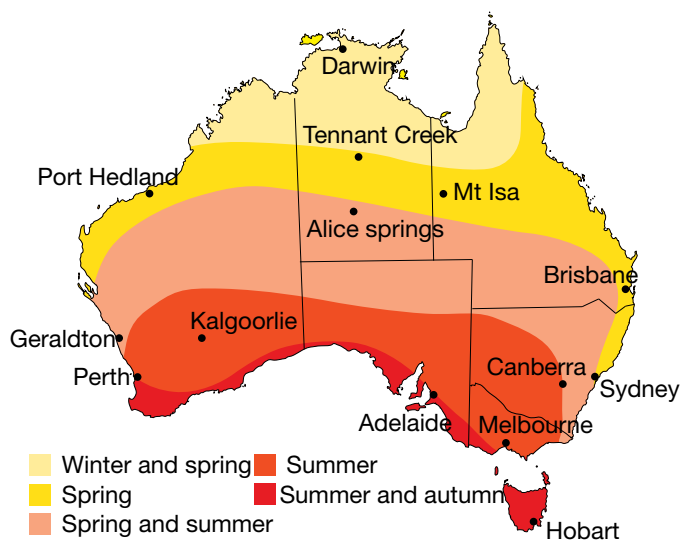 Darwin
Tennant Creek
Port Hedland
Mt Isa
Alice springs
Brisbane
Geraldton
Kalgoorlie
Perth
Canberra
Sydney
Adelaide
Melbourne
Winter and spring
Summer
Spring
Summer and autumn
Spring and summer
Hobart